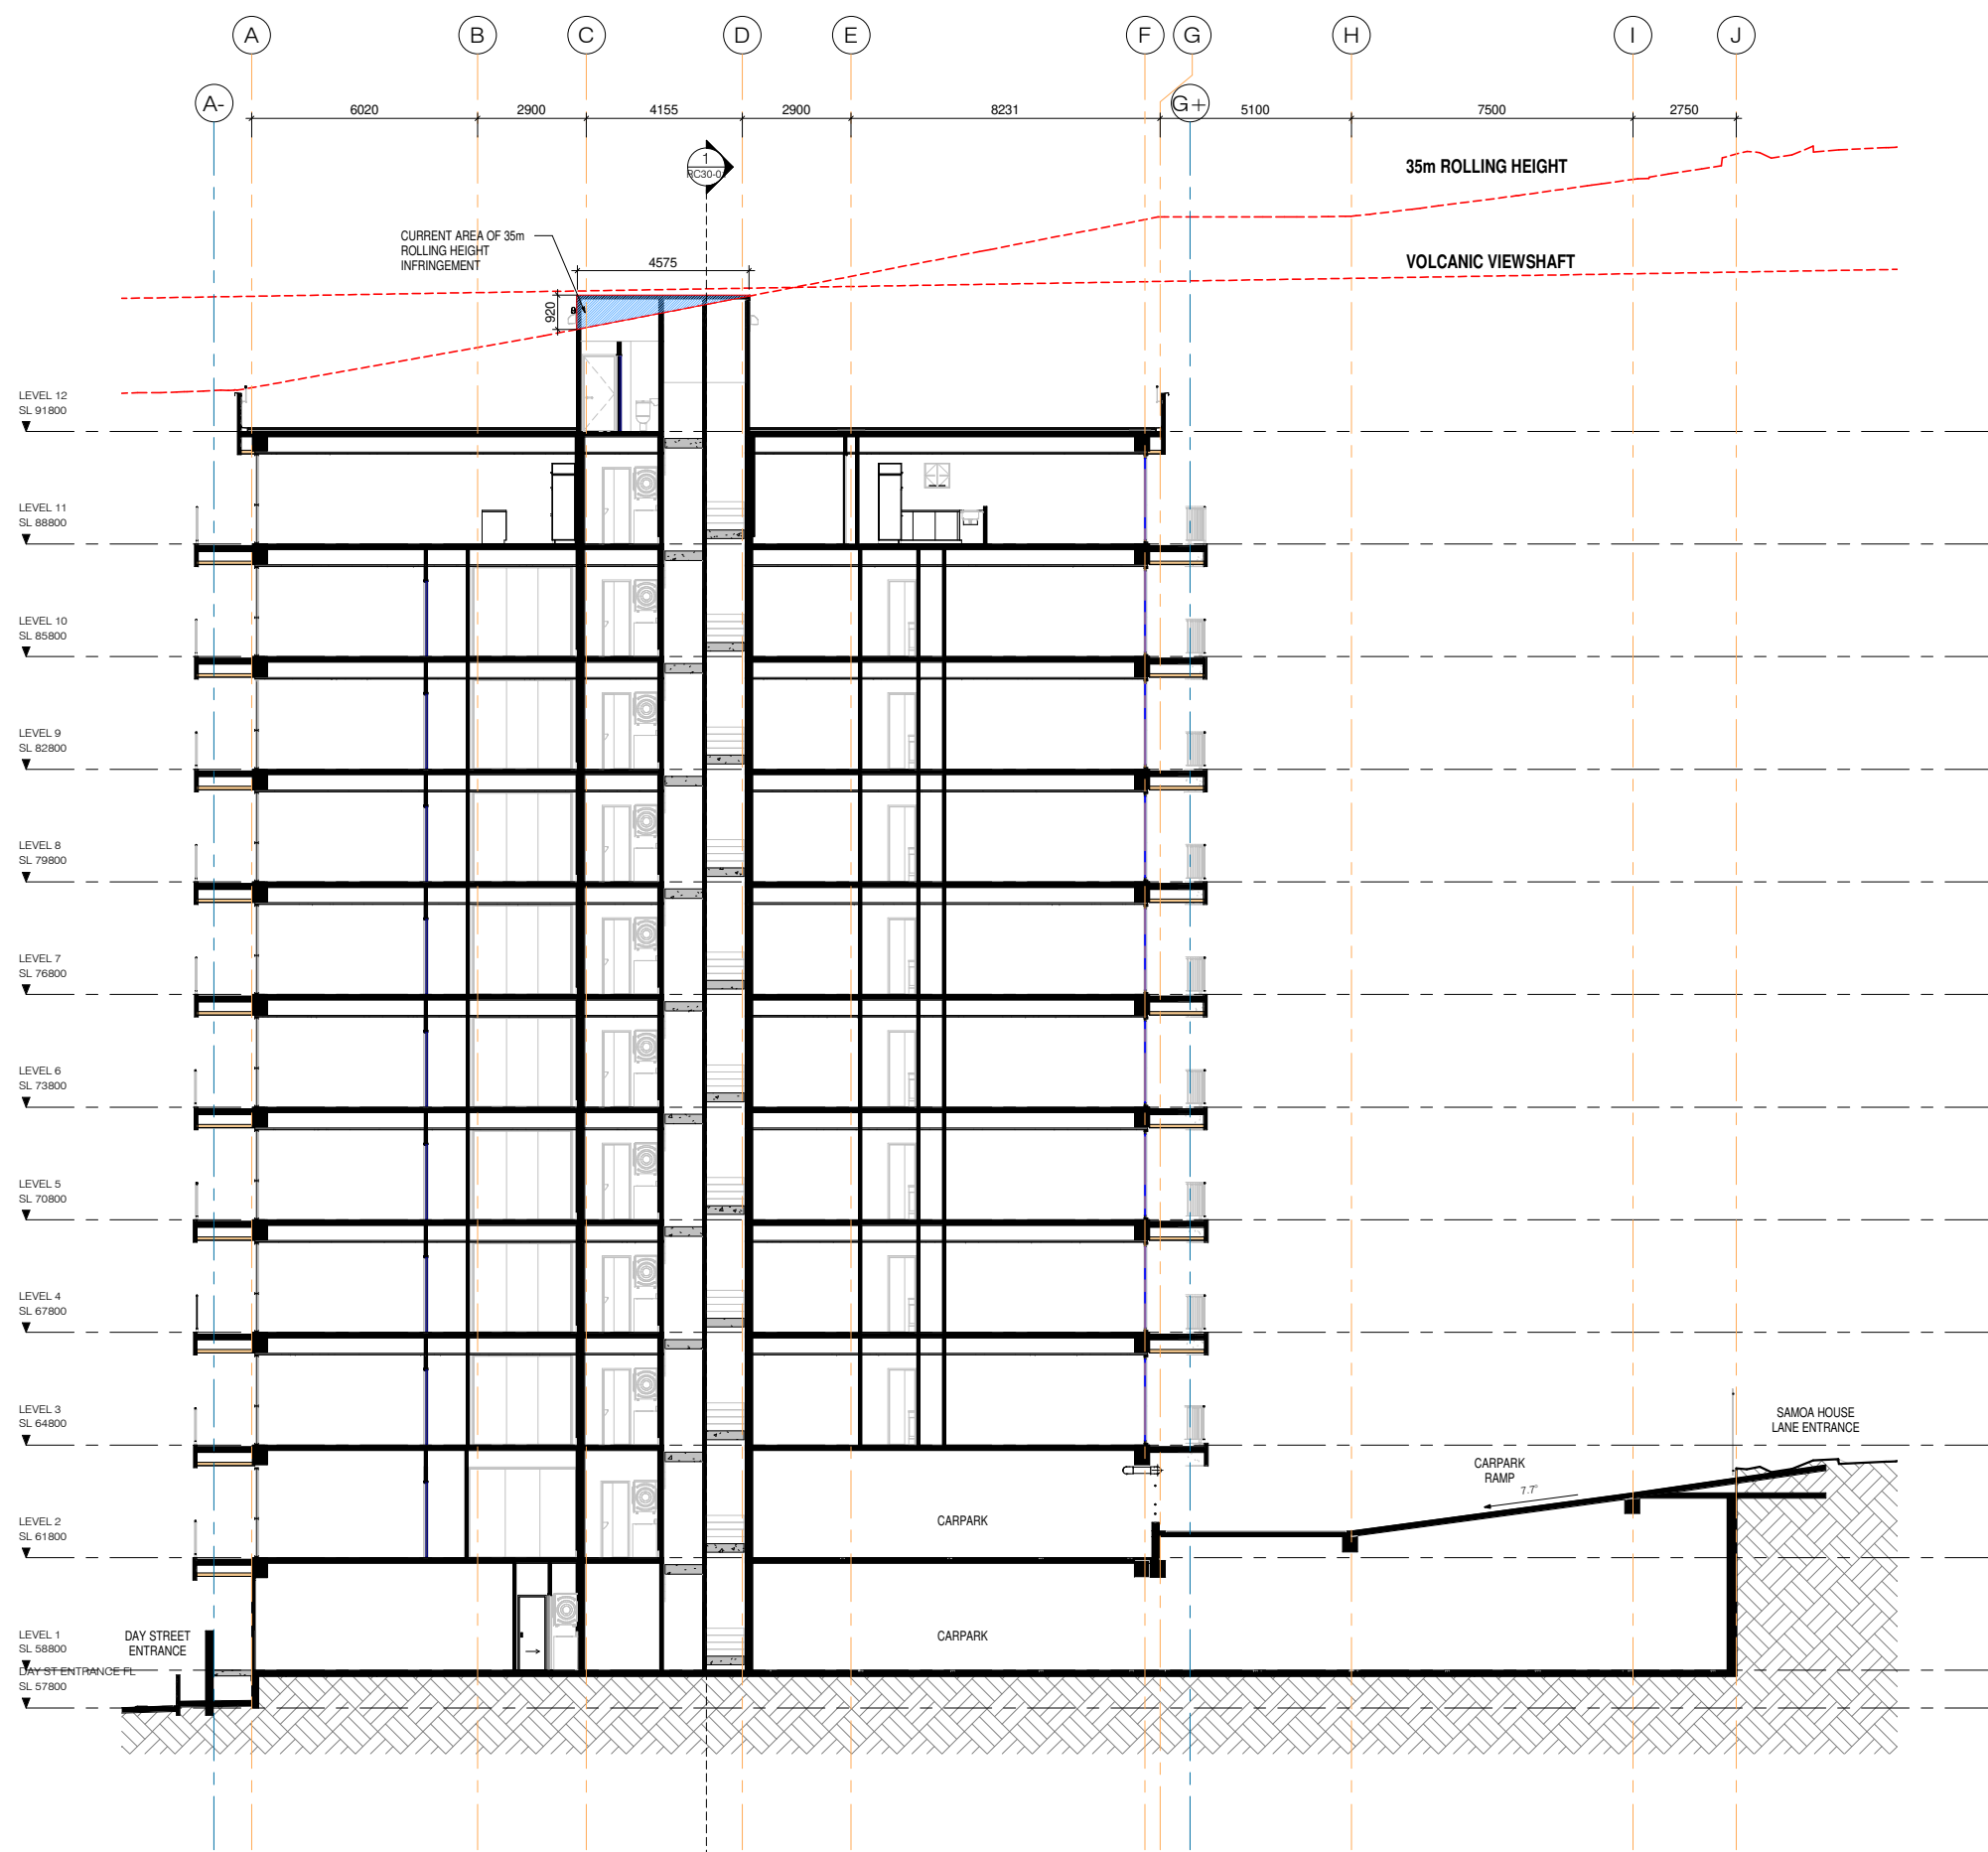 A B C D E F G H I J
A- G+
6020 2900 4155 2900 8231 5100 7500 2750
1
35m ROLLING HEIGHT
CURRENT AREA OF 35m
ROLLING HEIGHT
INFRINGEMENT
VOLCANIC VIEWSHAFT
4575
920
LEVEL 12
SL 91800
LEVEL 11
SL 88800
LEVEL 10
SL 85800
LEVEL 9
SL 82800
LEVEL 8
SL 79800
LEVEL 7
SL 76800
LEVEL 6
SL 73800
LEVEL 5
SL 70800
LEVEL 4
SL 67800
LEVEL 3
SL 64800
SAMOA HOUSE
LANE ENTRANCE
CARPARK
RAMP
7.7°
LEVEL 2
SL 61800
CARPARK
LEVEL 1
SL 58800
DAY STREET
ENTRANCE
CARPARK
DAY ST ENTRANCE FL
SL 57800